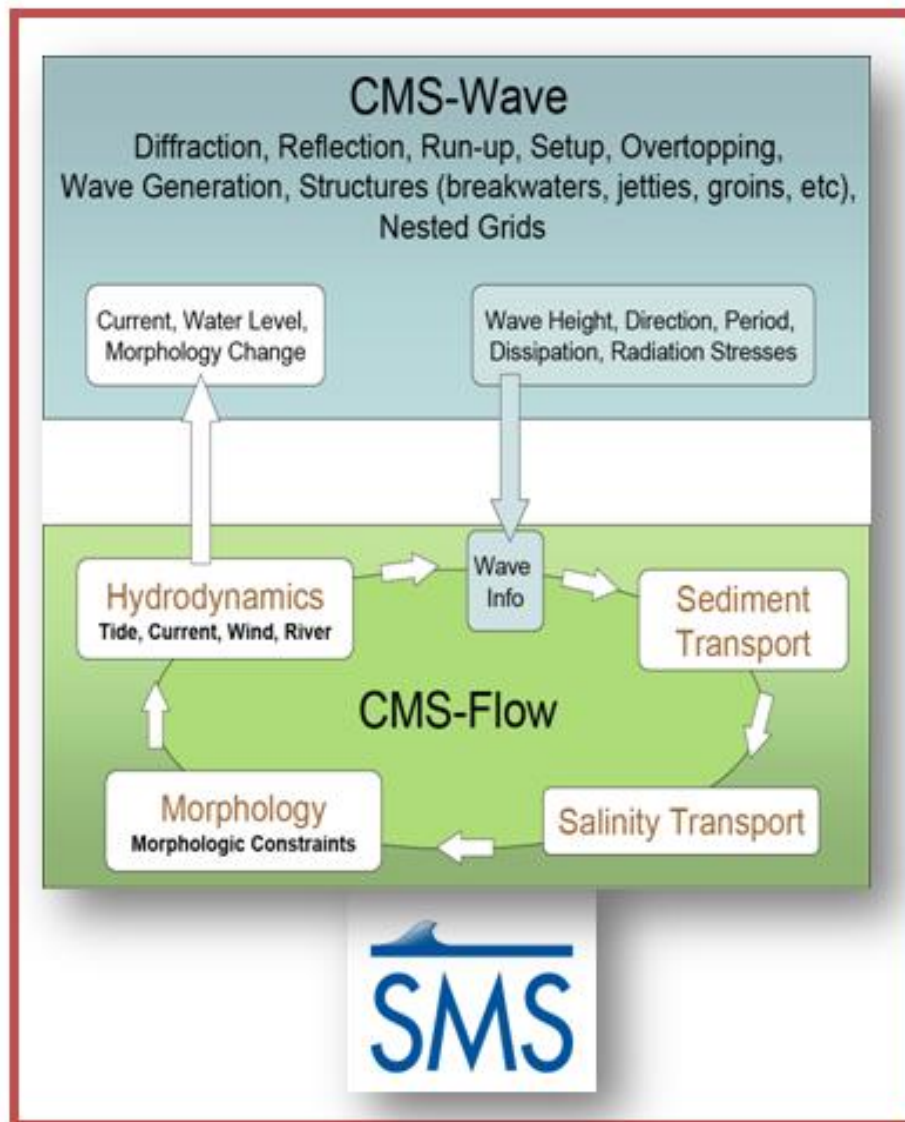 CMS-Wave
Diffraction, Reflection, Run-up, Setup, Overtopping,
Wave Generation, Structures (breakwaters, jetties, groins, etc),
Nested Grids
Current, Water Level,
Morphology Change
Wave Height, Direction, Period,
Dissipation, Radiation Stresses
Hydrodynamics
Tide, Current, Wind, River
Wave
Info
Sediment
Transport
CMS-Flow
Morphology
Morphologic Constraints
Salinity Transport
SMS